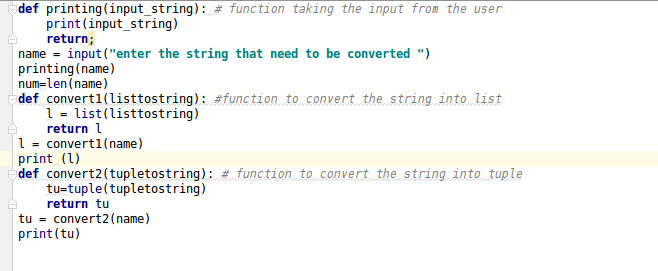 def printing(input_string): # function taking the input from the user
    print(input_string)
    return;
name = input("enter the string that need to be converted ")
printing(name)
num=len(name)
def convert1(listtostring): #function to convert the string into list
    l = list(listtostring)
    return l
l = convert1(name)
print (l)
def convert2(tupletostring): # function to convert the string into tuple
    tu=tuple(tupletostring)
    return tu
tu = convert2(name)
print(tu)